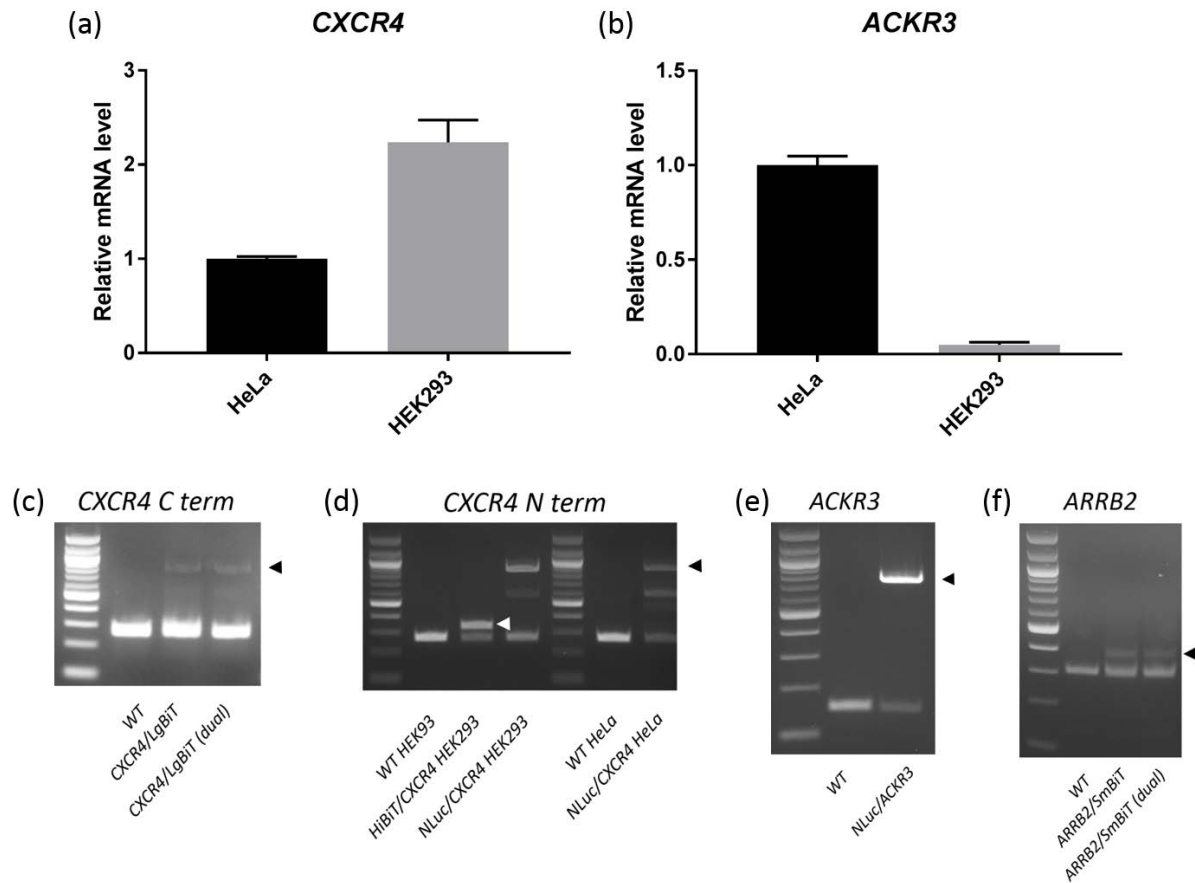 (a)
CXCR4
Relative mRNA level
3
2
1
0
HeLa
HEK293
(b)
ACKR3
Relative mRNA level
1.5
1.0
0.5
0.0
HeLa
HEK293
(c)
CXCR4 C term
WT
CXCR4/LgBiT
CXCR4/LgBiT (dual)
(d)
CXCR4 N term
WT HEK93
HiBiT/CXCR4 HEK293
NLuc/CXCR4 HEK293
WT HeLa
NLuc/CXCR4 HeLa
(e)
ACKR3
WT
NLuc/ACKR3
(f)
ARRB2
WT
ARRB2/SmBiT
ARRB2/SmBiT (dual)